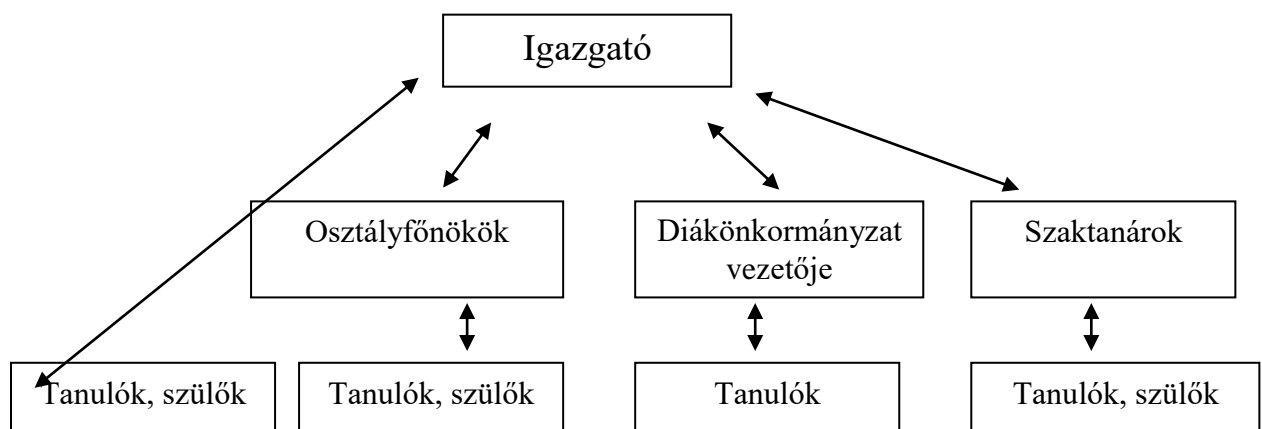 Igazgató
Osztályfőnökök
Diákönkormányzat
vezetője
Szaktanárok
Tanulók, szülők
Tanulók, szülők
Tanulók
Tanulók, szülők